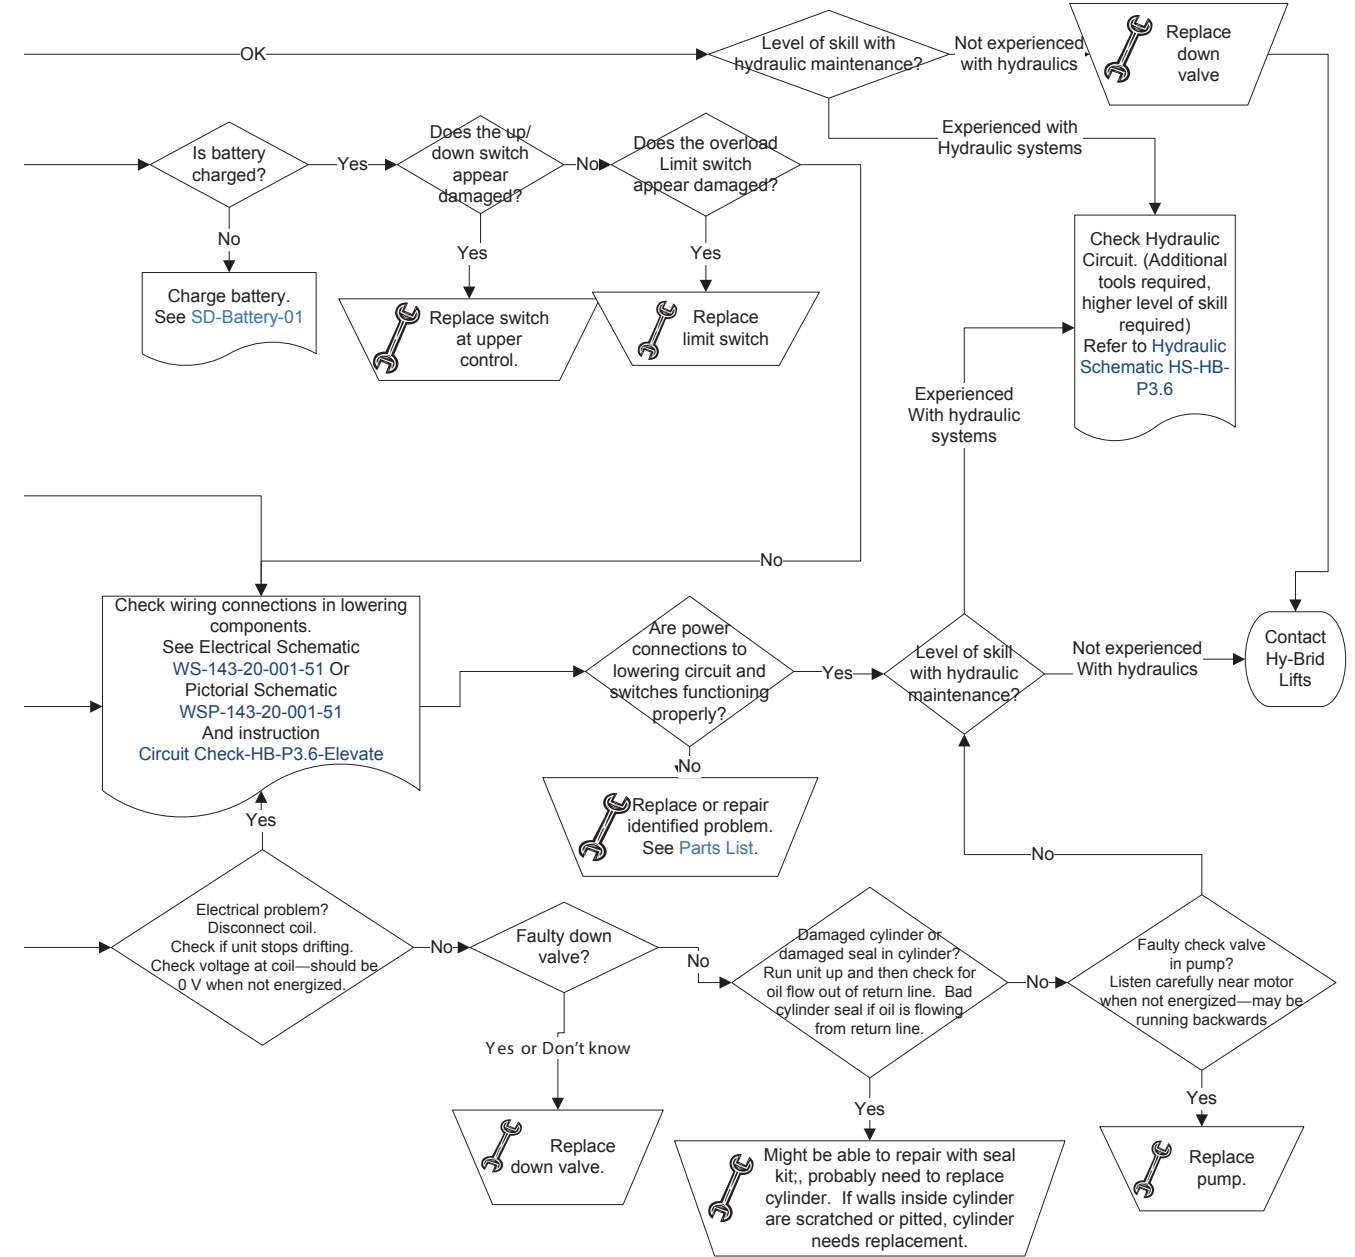 OK
Level of skill with
hydraulic maintenance?
Not experienced
with hydraulics
Replace
down
valve
Experienced with
Hydraulic systems
Is battery
charged?
Yes
Does the up/
down switch
appear
damaged?
No
Does the overload
Limit switch
appear damaged?
No
Yes
Yes
Charge battery.
See SD-Battery-01
Replace switch
at upper
control.
Replace
limit switch
Check Hydraulic
Circuit. (Additional
tools required,
higher level of skill
required)
Refer to Hydraulic
Schematic HS-HB-
P3.6
Experienced
With hydraulic
systems
No
Check wiring connections in lowering
components.
See Electrical Schematic
WS-143-20-001-51 Or
Pictorial Schematic
WSP-143-20-001-51
And instruction
Circuit Check-HB-P3.6-Elevate
Are power
connections to
lowering circuit and
switches functioning
properly?
Yes
Level of skill
with hydraulic
maintenance?
Not experienced
With hydraulics
Contact
Hy-Brid
Lifts
No
Replace or repair
identified problem.
See Parts List.
Yes
No
Electrical problem?
Disconnect coil.
Check if unit stops drifting.
Check voltage at coil—should be
0 V when not energized.
No
Faulty down
valve?
No
Damaged cylinder or
damaged seal in cylinder?
Run unit up and then check for
oil flow out of return line.  Bad
cylinder seal if oil is flowing
from return line.
No
Faulty check valve
in pump?
Listen carefully near motor
when not energized—may be
running backwards
Yes or Don't know
Yes
Yes
Replace
down valve.
Might be able to repair with seal
kit;, probably need to replace
cylinder.  If walls inside cylinder
are scratched or pitted, cylinder
needs replacement.
Replace
pump.